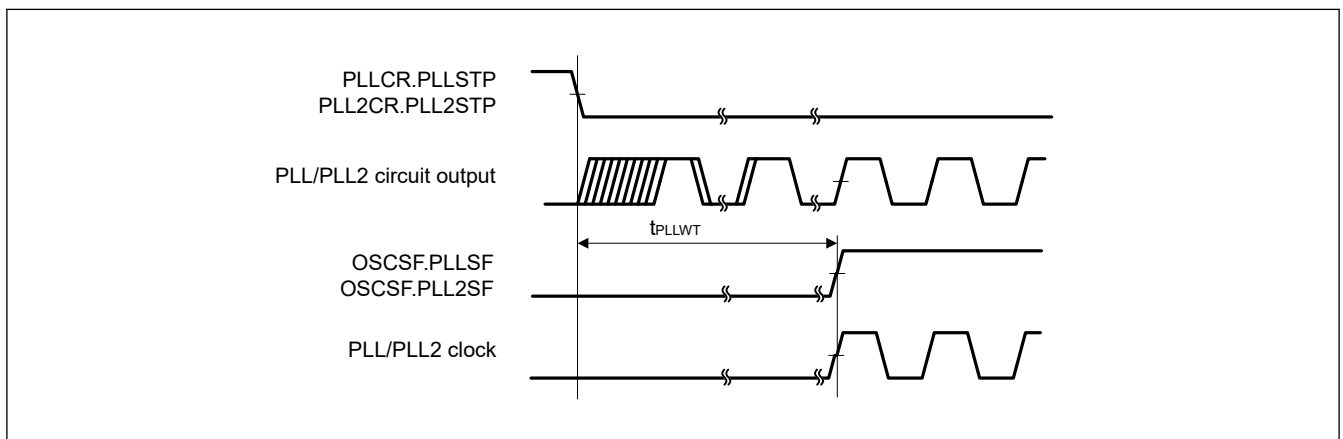 PLLCR.PLLSTP
PLL2CR.PLL2STP
PLL/PLL2 circuit output
tPLLWT
OSCSF.PLLSF
OSCSF.PLL2SF
PLL/PLL2 clock